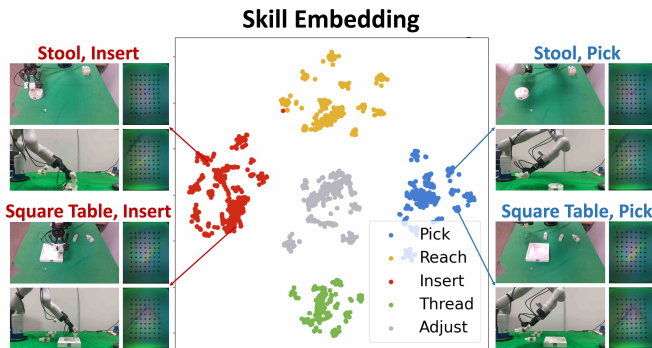 Skill Embedding
Stool, Insert
Stool, Pick
Square Table, Insert
Square Table, Pick
Pick
Reach
Insert
Thread
Adjust